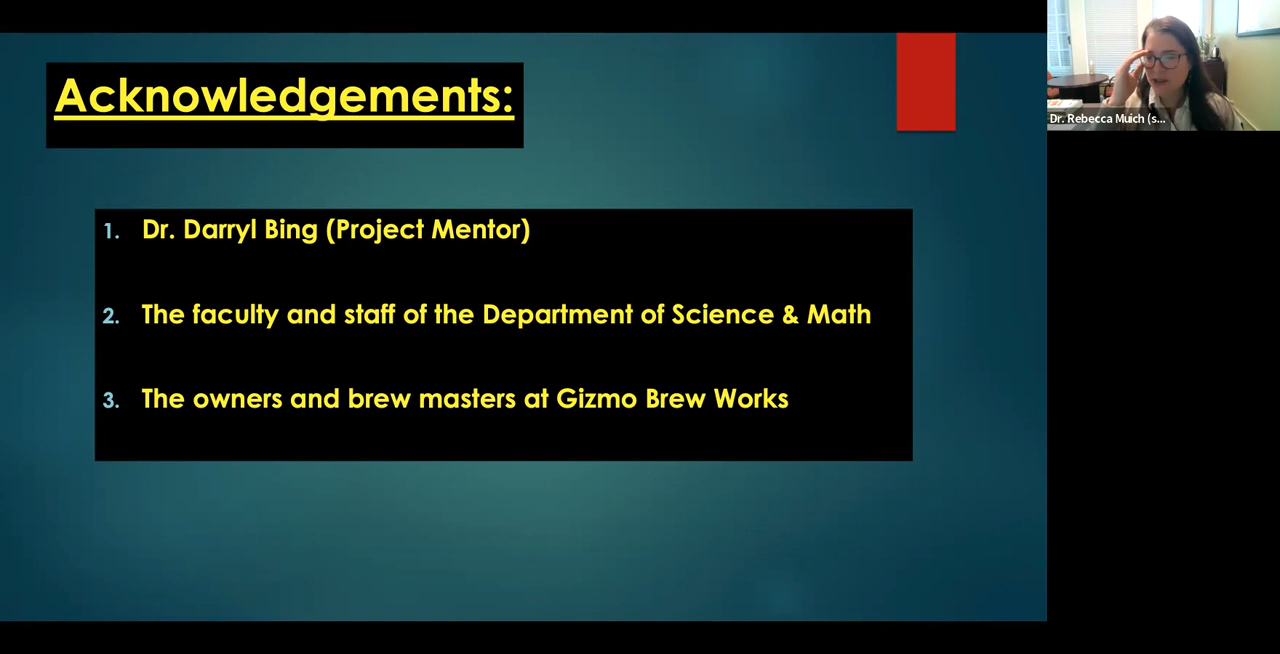 Acknowledgements:
1. Dr. Darryl Bing (Project Mentor)
2. The faculty and staff of the Department of Science & Math
3. The owners and brew masters at Gizmo Brew Works
Dr. Rebecca Muich (s...